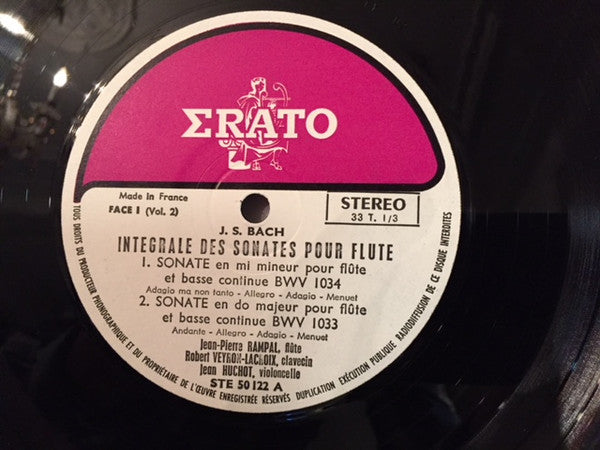 ΣRATO
Made in France
FACE I (Vol. 2)
STEREO
33 T. 1/3
J. S. BACH
INTEGRALE DES SONATES POUR FLUTE
1. SONATE en mi mineur pour flûte
et basse continue BWV 1034
Adagio ma non tanto - Allegro - Adagio - Menuet
2. SONATE en do majeur pour flûte
et basse continue BWV 1033
Andante - Allegro - Adagio - Menuet
Jean-Pierre RAMPAL, flûte
Robert VEYRON-LACROIX, clavecin
Jean HUCHOT, violoncelle
STE 50 122 A
TOUS DROITS DU PRODUCTEUR PHONOGRAPHIQUE ET DU PROPRIÉTAIRE DE L'ŒUVRE ENREGISTRÉE RÉSERVÉS DUPLICATION EXÉCUTION PUBLIQUE RADIODIFFUSION DE CE DISQUE INTERDITES